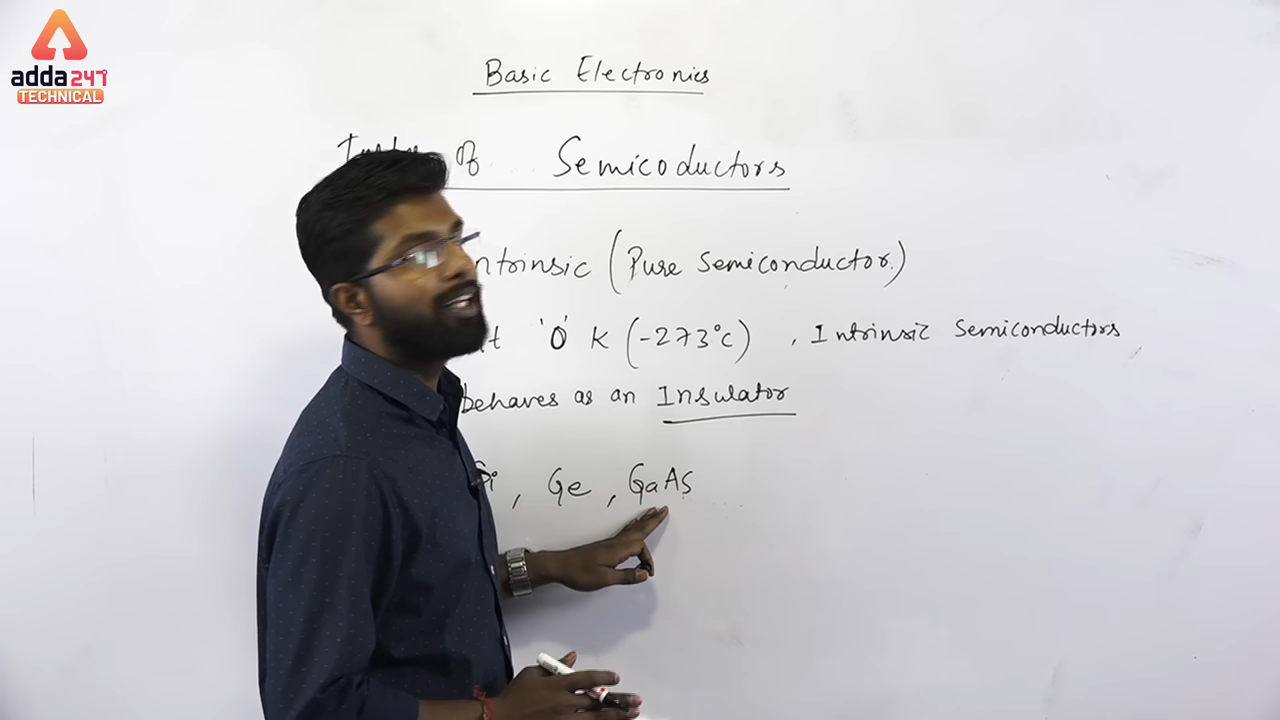 adda247
TECHNICAL
Basic Electronics
of Semicoductors
ntrinsic (Pure Semiconductor.)
t '0' K (-273°C) , Intrinsic Semiconductors
behaves as an Insulator
Si , Ge , GaAs